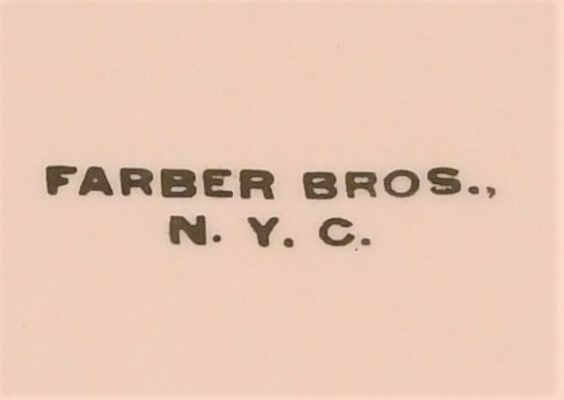 FARBER BROS.,
N. Y. C.